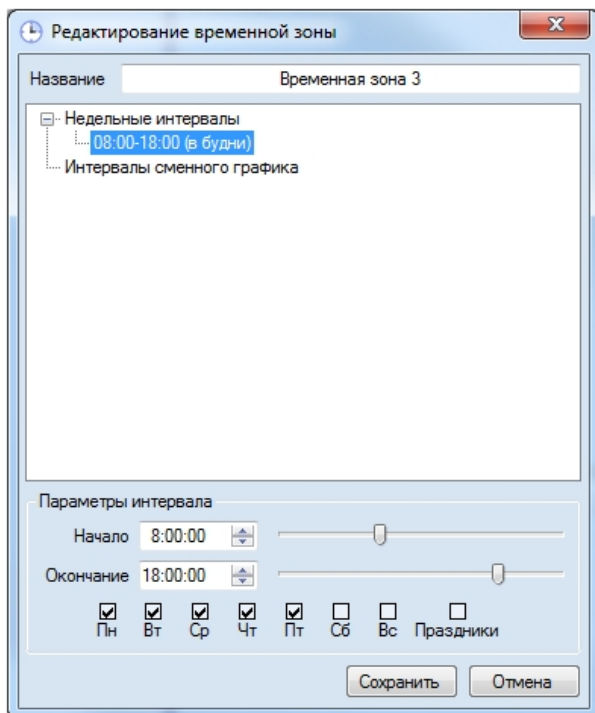 Редактирование временной зоны
Название Временная зона 3
Недельные интервалы
08:00-18:00 (в будни)
Интервалы сменного графика
Параметры интервала
Начало 8:00:00
Окончание 18:00:00
Пн Вт Ср Чт Пт Сб Вс Праздники
Сохранить Отмена